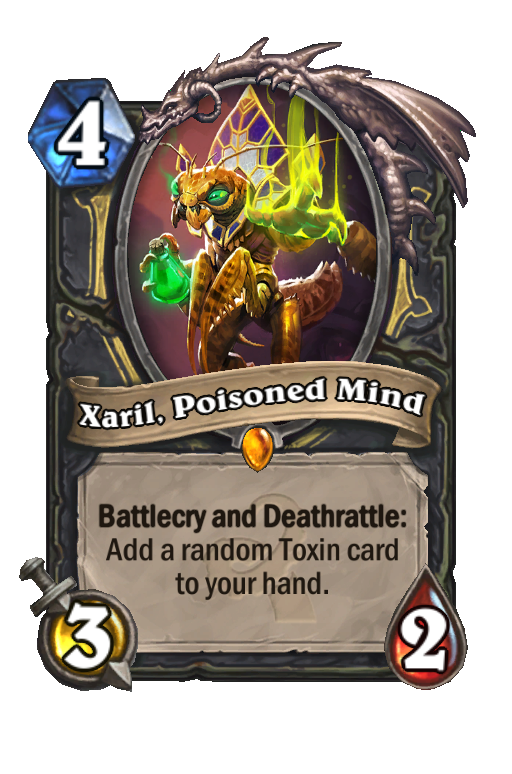 4
Xaril, Poisoned Mind
Battlecry and Deathrattle:
Add a random Toxin card
to your hand.
3
2